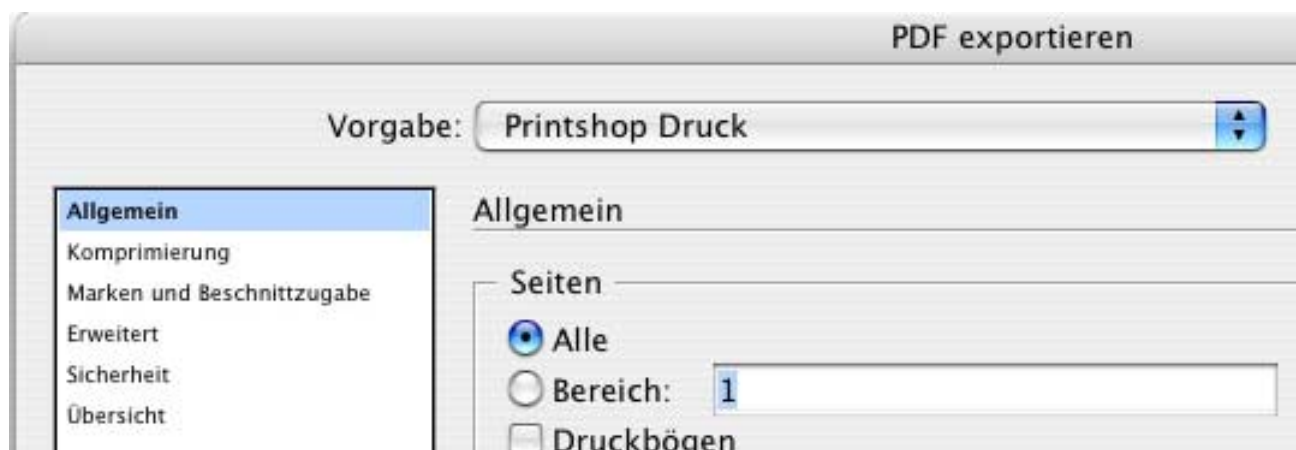 PDF exportieren
Vorgabe: Printshop Druck
Allgemein
Komprimierung
Marken und Beschnittzugabe
Erweitert
Sicherheit
Übersicht
Allgemein
Seiten
Alle
Bereich: 1
Druckbögen